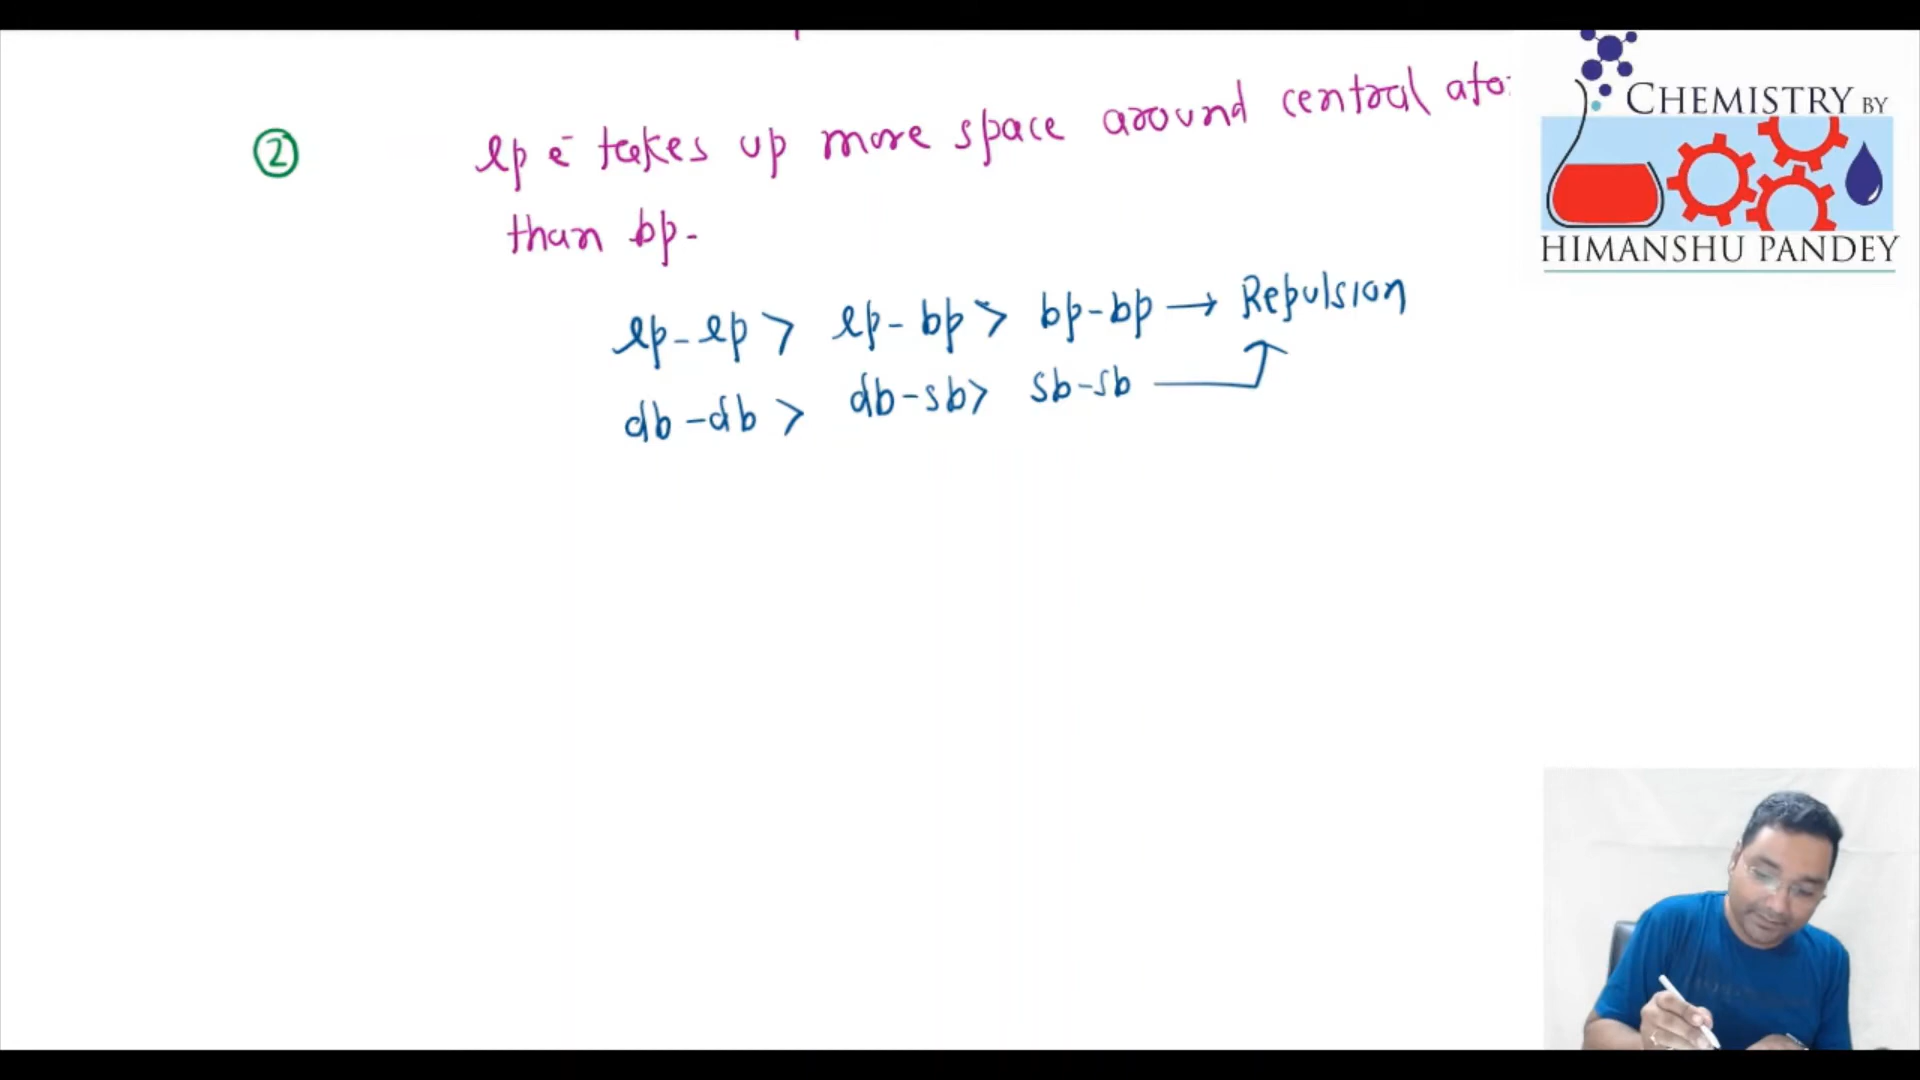 ② lp e⁻ takes up more space around central ato
than bp-
lp-lp > lp-bp > bp-bp → Repulsion
db-db > db-sb > sb-sb
CHEMISTRY BY
HIMANSHU PANDEY